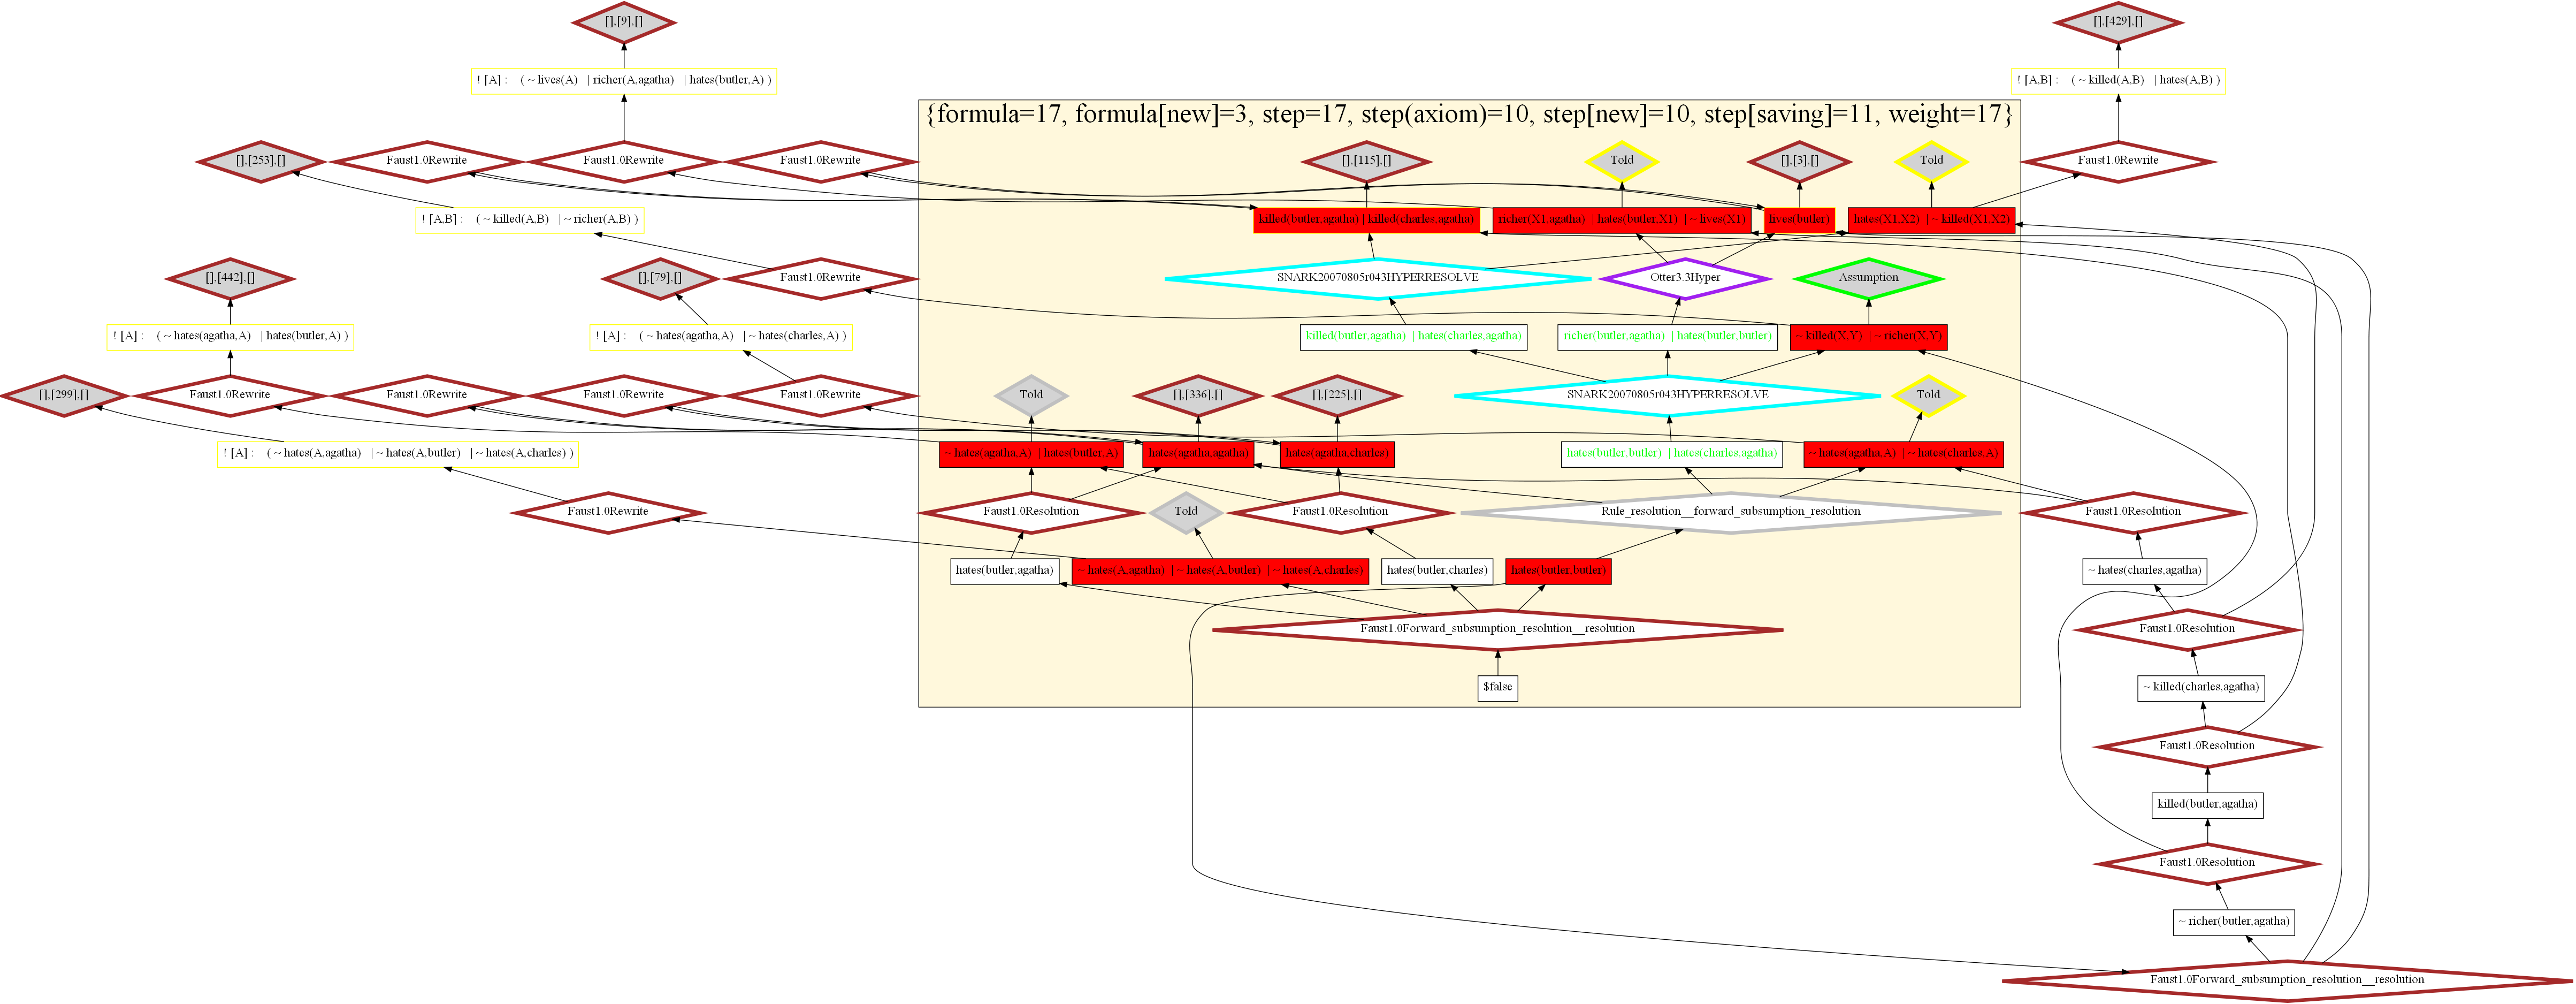 [],[9],[]
[],[429],[]
! [A] : ( ~ lives(A) | richer(A,agatha) | hates(butler,A) )
! [A,B] : ( ~ killed(A,B) | hates(A,B) )
{formula=17, formula[new]=3, step=17, step(axiom)=10, step[new]=10, step[saving]=11, weight=17}
[],[253],[]
Faust1.0Rewrite
Faust1.0Rewrite
Faust1.0Rewrite
[],[115],[]
Told
[],[3],[]
Told
Faust1.0Rewrite
! [A,B] : ( ~ killed(A,B) | ~ richer(A,B) )
killed(butler,agatha) | killed(charles,agatha)
richer(X1,agatha) | hates(butler,X1) | ~ lives(X1)
lives(butler)
hates(X1,X2) | ~ killed(X1,X2)
[],[442],[]
[],[79],[]
Faust1.0Rewrite
SNARK20070805r043HYPERRESOLVE
Otter3.3Hyper
Assumption
! [A] : ( ~ hates(agatha,A) | hates(butler,A) )
! [A] : ( ~ hates(agatha,A) | ~ hates(charles,A) )
killed(butler,agatha) | hates(charles,agatha)
richer(butler,agatha) | hates(butler,butler)
~ killed(X,Y) | ~ richer(X,Y)
[],[299],[]
Faust1.0Rewrite
Faust1.0Rewrite
Faust1.0Rewrite
Faust1.0Rewrite
Told
[],[336],[]
[],[225],[]
SNARK20070805r043HYPERRESOLVE
Told
! [A] : ( ~ hates(A,agatha) | ~ hates(A,butler) | ~ hates(A,charles) )
~ hates(agatha,A) | hates(butler,A)
hates(agatha,agatha)
hates(agatha,charles)
hates(butler,butler) | hates(charles,agatha)
~ hates(agatha,A) | ~ hates(charles,A)
Faust1.0Rewrite
Faust1.0Resolution
Told
Faust1.0Resolution
Rule_resolution__forward_subsumption_resolution
Faust1.0Resolution
hates(butler,agatha)
~ hates(A,agatha) | ~ hates(A,butler) | ~ hates(A,charles)
hates(butler,charles)
hates(butler,butler)
~ hates(charles,agatha)
Faust1.0Forward_subsumption_resolution__resolution
Faust1.0Resolution
$false
~ killed(charles,agatha)
Faust1.0Resolution
killed(butler,agatha)
Faust1.0Resolution
~ richer(butler,agatha)
Faust1.0Forward_subsumption_resolution__resolution